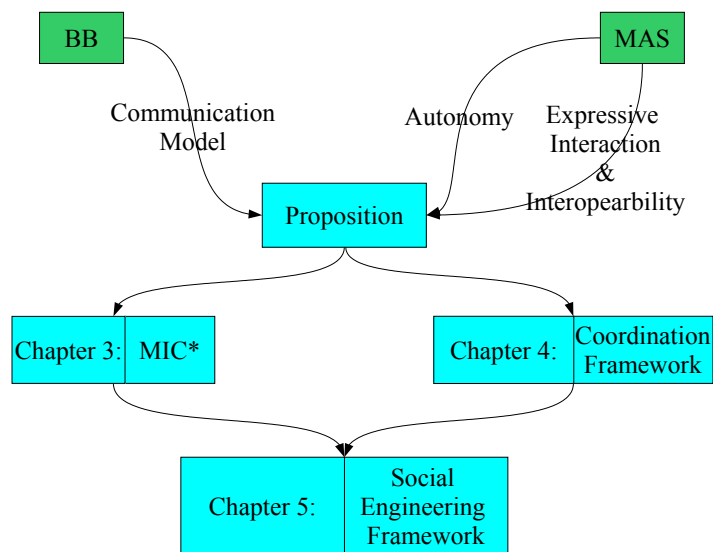 BB
MAS
Communication
Model
Autonomy
Expressive
Interaction
&
Interopearbility
Proposition
Chapter 3:
MIC*
Chapter 4:
Coordination
Framework
Chapter 5:
Social
Engineering
Framework